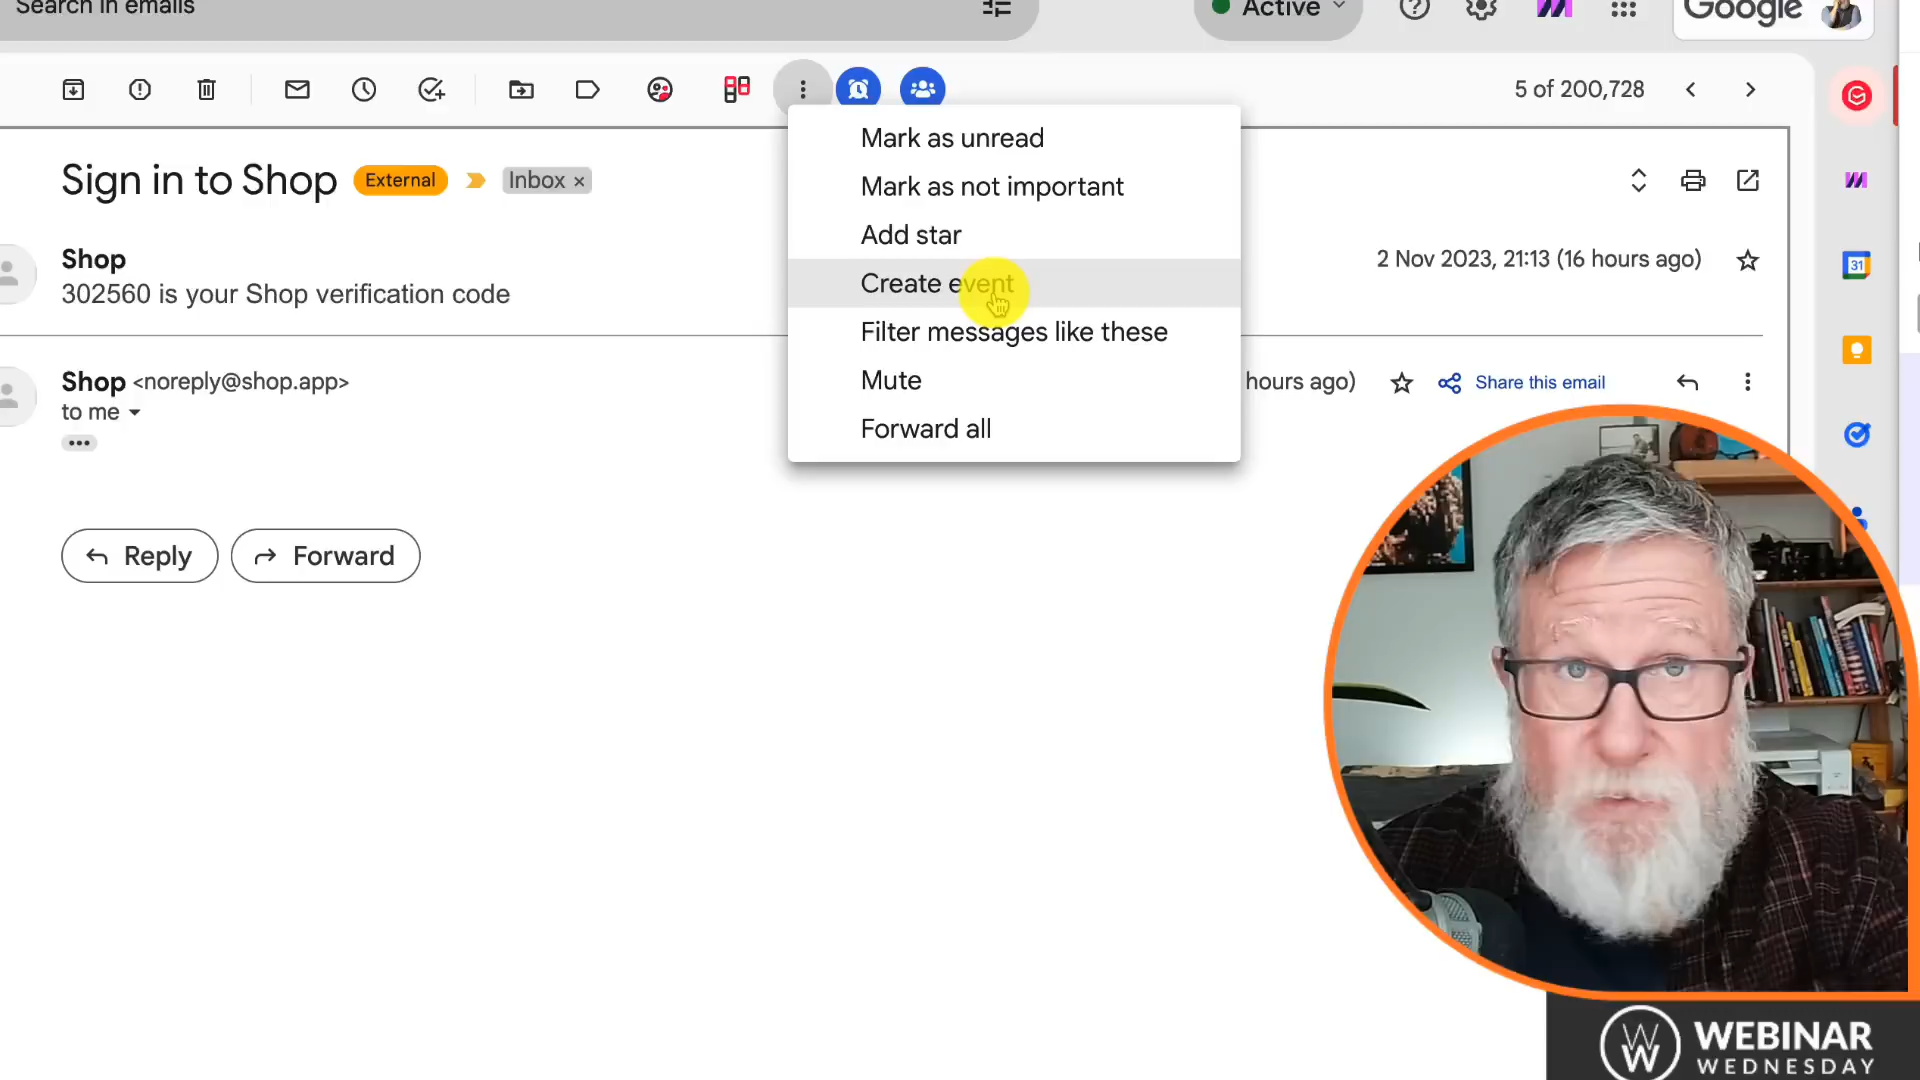 Search in emails
Active
Google
5 of 200,728
Mark as unread
Mark as not important
Add star
Create event
Filter messages like these
Mute
Forward all
Sign in to Shop
External
Inbox ×
Shop
302560 is your Shop verification code
2 Nov 2023, 21:13 (16 hours ago)
31
Shop <noreply@shop.app>
hours ago)
Share this email
to me
Reply
Forward
W
W
WEBINAR
WEDNESDAY